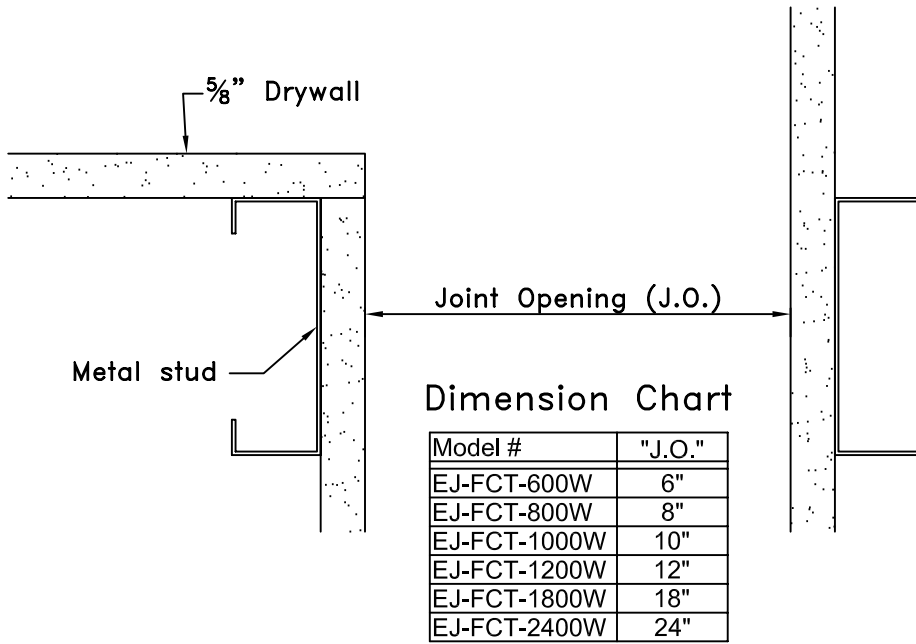 ⅝” Drywall
Joint Opening (J.O.)
Metal stud
Dimension Chart
Model # "J.O."
EJ-FCT-600W 6"
EJ-FCT-800W 8"
EJ-FCT-1000W 10"
EJ-FCT-1200W 12"
EJ-FCT-1800W 18"
EJ-FCT-2400W 24"